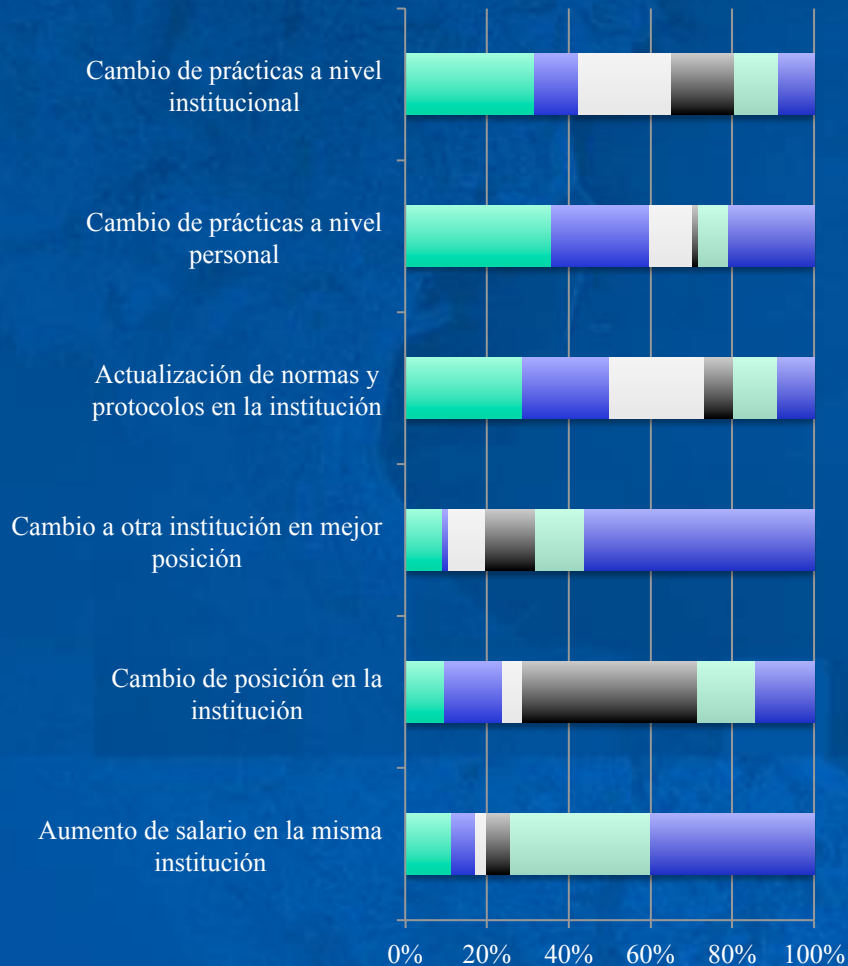 Cambio de prácticas a nivel
institucional
Cambio de prácticas a nivel
personal
Actualización de normas y
protocolos en la institución
Cambio a otra institución en mejor
posición
Cambio de posición en la
institución
Aumento de salario en la misma
institución
0% 20% 40% 60% 80% 100%